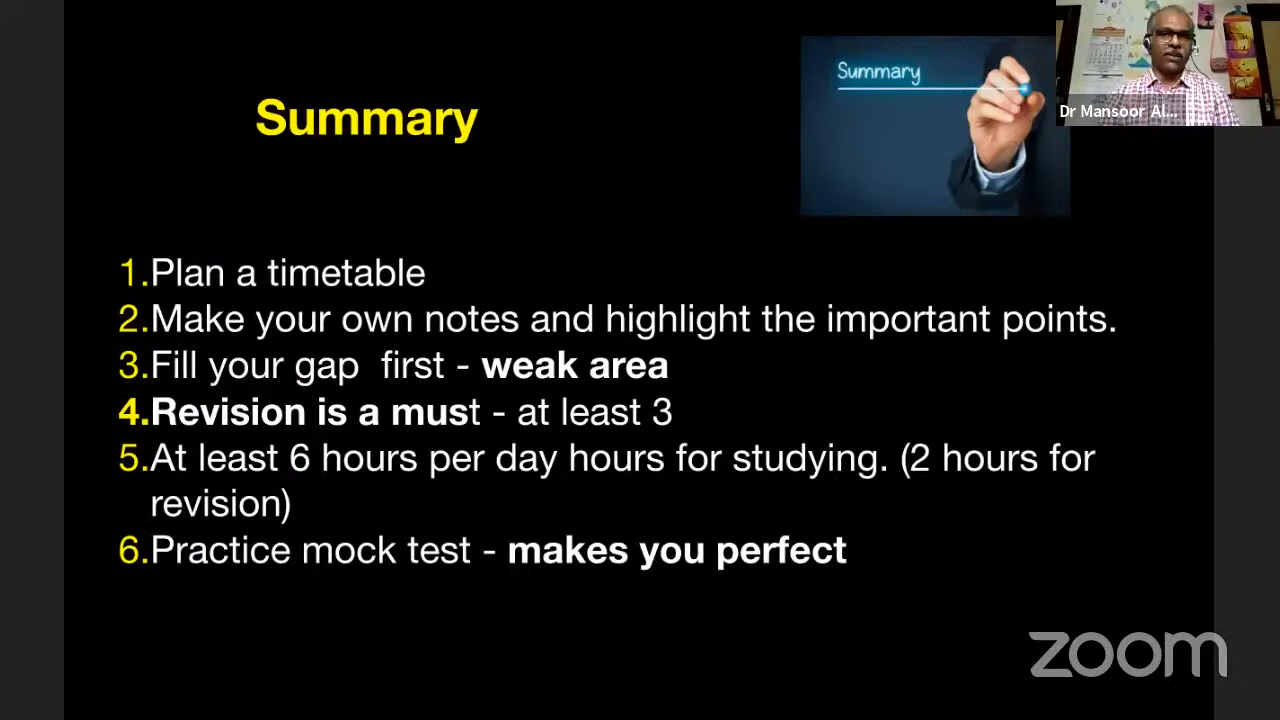 Summary
Summary
Dr Mansoor Al...
1.Plan a timetable
2.Make your own notes and highlight the important points.
3.Fill your gap first - weak area
4.Revision is a must - at least 3
5.At least 6 hours per day hours for studying. (2 hours for
revision)
6.Practice mock test - makes you perfect
zoom